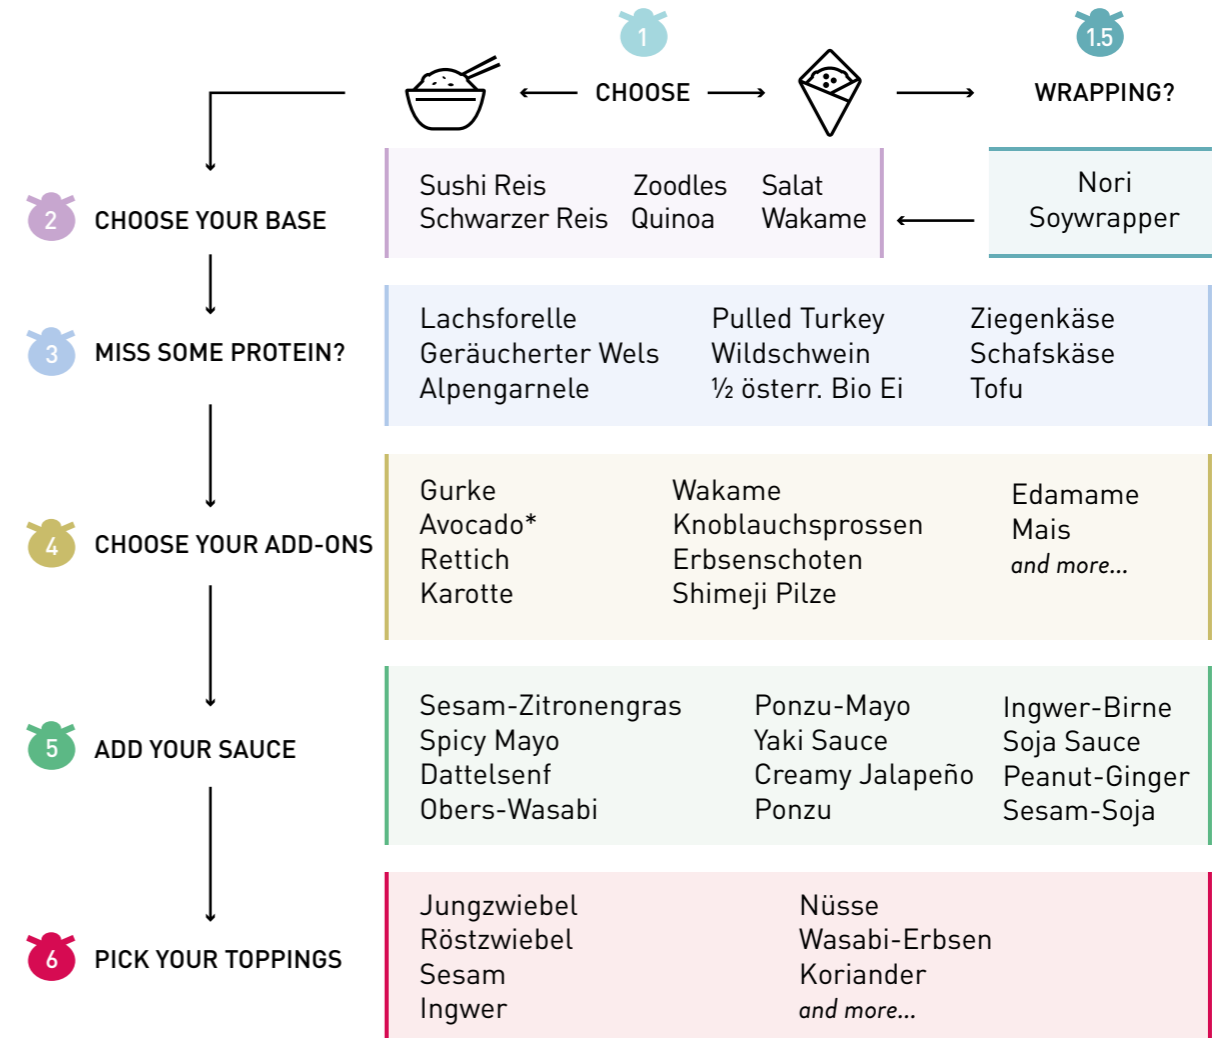 1
1.5
CHOOSE
WRAPPING?
2
CHOOSE YOUR BASE
Sushi Reis
Schwarzer Reis
Zoodles
Quinoa
Salat
Wakame
Nori
Soywrapper
3
MISS SOME PROTEIN?
Lachsforelle
Geräucherter Wels
Alpengarnele
Pulled Turkey
Wildschwein
½ österr. Bio Ei
Ziegenkäse
Schafskäse
Tofu
4
CHOOSE YOUR ADD-ONS
Gurke
Avocado*
Rettich
Karotte
Wakame
Knoblauchsprossen
Erbsenschoten
Shimeji Pilze
Edamame
Mais
and more...
5
ADD YOUR SAUCE
Sesam-Zitronengras
Spicy Mayo
Dattelsenf
Obers-Wasabi
Ponzu-Mayo
Yaki Sauce
Creamy Jalapeño
Ponzu
Ingwer-Birne
Soja Sauce
Peanut-Ginger
Sesam-Soja
6
PICK YOUR TOPPINGS
Jungzwiebel
Röstzwiebel
Sesam
Ingwer
Nüsse
Wasabi-Erbsen
Koriander
and more...